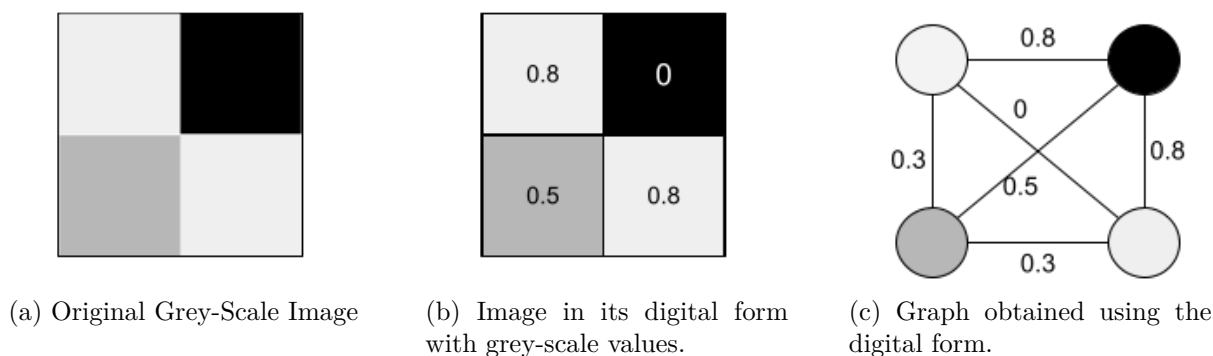 0.8
0
0.5
0.8
0.8
0
0.3
0.8
0.5
0.3
(a) Original Grey-Scale Image
(b) Image in its digital form
with grey-scale values.
(c) Graph obtained using the
digital form.